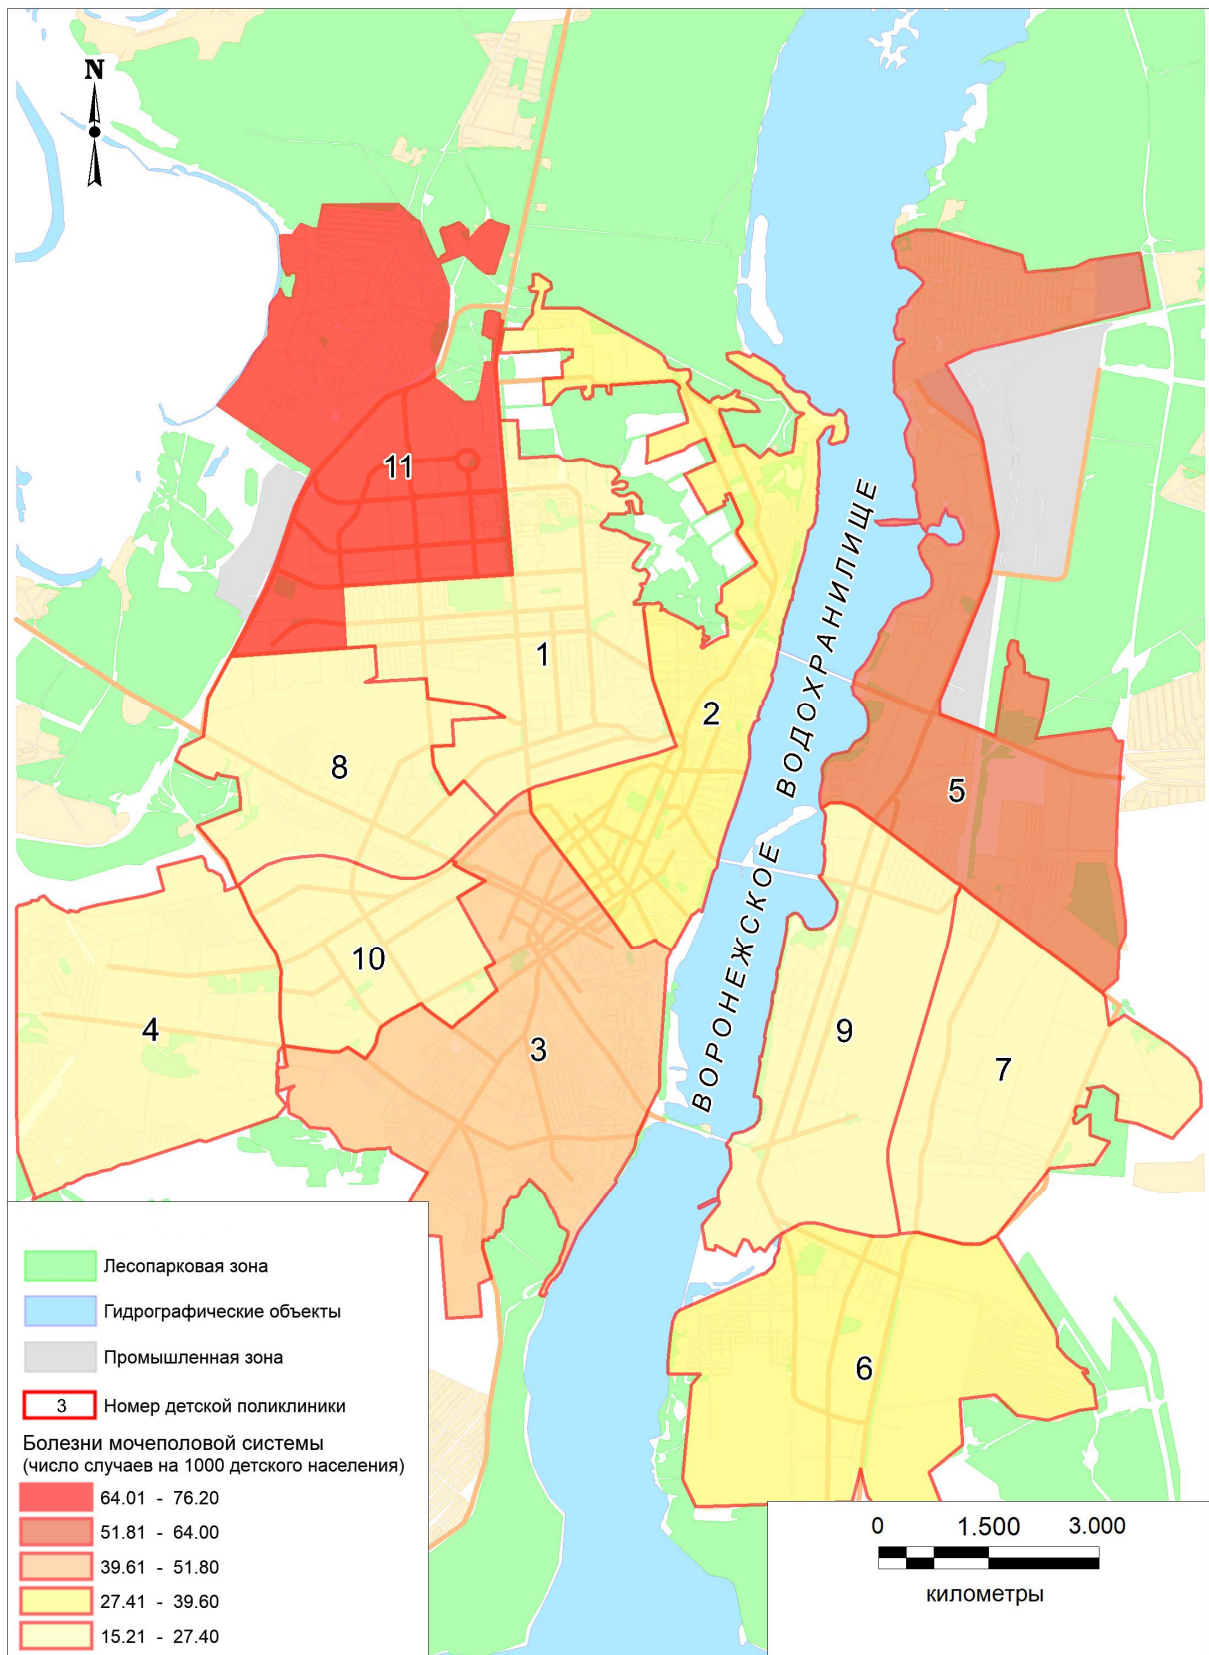 N
11
1
2
8
5
10
4
3
9
7
6
ВОРОНЕЖСКОЕ ВОДОХРАНИЛИЩЕ
Лесопарковая зона
Гидрографические объекты
Промышленная зона
3 Номер детской поликлиники
Болезни мочеполовой системы
(число случаев на 1000 детского населения)
64.01 - 76.20
51.81 - 64.00
39.61 - 51.80
27.41 - 39.60
15.21 - 27.40
0 1.500 3.000
километры